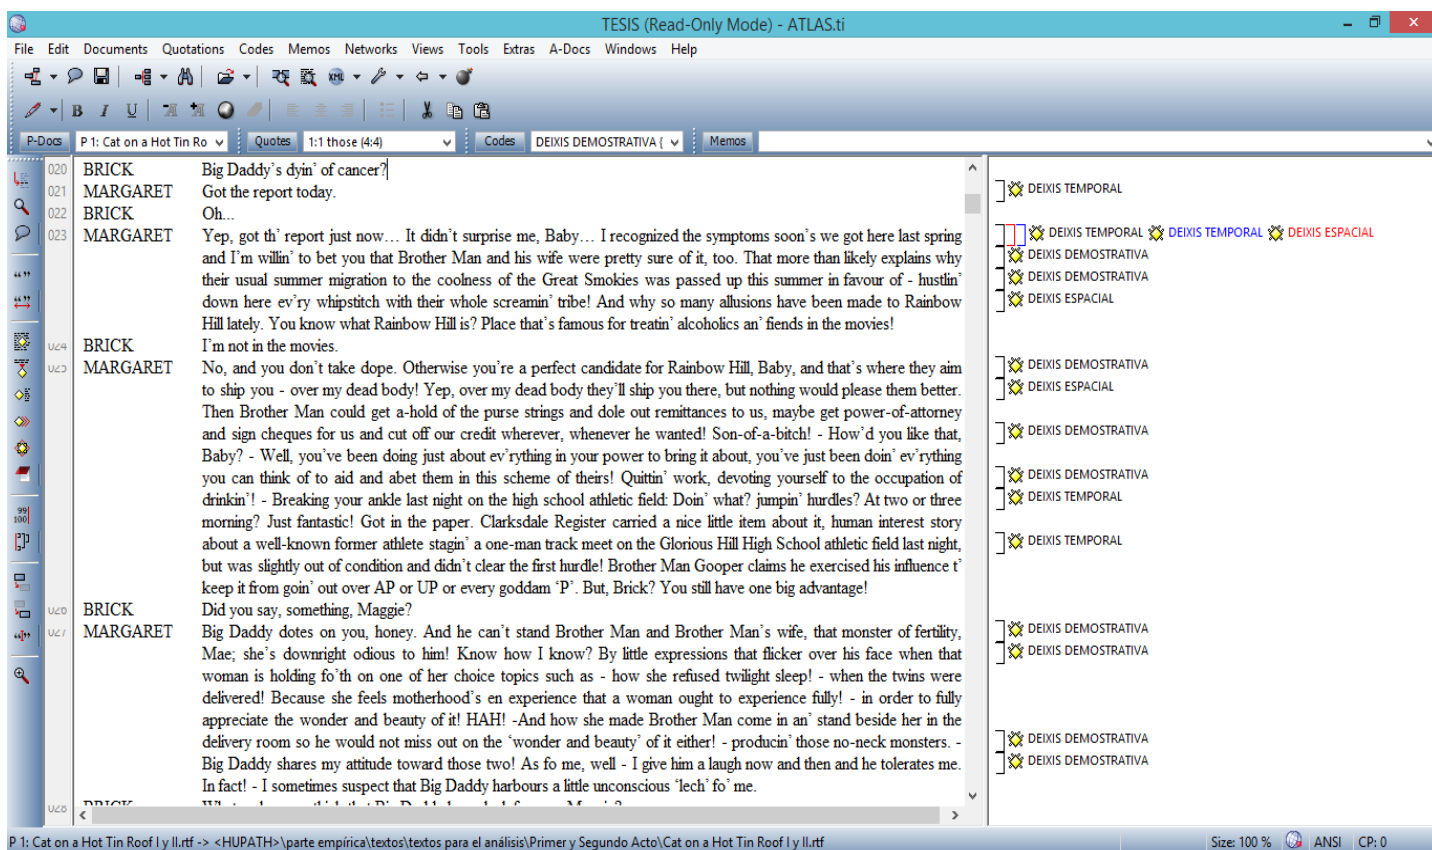 TESIS (Read-Only Mode) - ATLAS.ti
File Edit Documents Quotations Codes Memos Networks Views Tools Extras A-Docs Windows Help
P-Docs P 1: Cat on a Hot Tin Ro Quotes 1:1 those (4:4) Codes DEIXIS DEMOSTRATIVA { Memos
020 BRICK Big Daddy’s dyin’ of cancer?
021 MARGARET Got the report today.
DEIXIS TEMPORAL
022 BRICK Oh...
023 MARGARET Yep, got th’ report just now… It didn’t surprise me, Baby… I recognized the symptoms soon’s we got here last spring
DEIXIS TEMPORAL DEIXIS TEMPORAL DEIXIS ESPACIAL
and I’m willin’ to bet you that Brother Man and his wife were pretty sure of it, too. That more than likely explains why
DEIXIS DEMOSTRATIVA
their usual summer migration to the coolness of the Great Smokies was passed up this summer in favour of - hustlin’
DEIXIS DEMOSTRATIVA
down here ev’ry whipstitch with their whole screamin’ tribe! And why so many allusions have been made to Rainbow
DEIXIS ESPACIAL
Hill lately. You know what Rainbow Hill is? Place that’s famous for treatin’ alcoholics an’ fiends in the movies!
024 BRICK I’m not in the movies.
025 MARGARET No, and you don’t take dope. Otherwise you’re a perfect candidate for Rainbow Hill, Baby, and that’s where they aim
DEIXIS DEMOSTRATIVA
to ship you - over my dead body! Yep, over my dead body they’ll ship you there, but nothing would please them better.
DEIXIS ESPACIAL
Then Brother Man could get a-hold of the purse strings and dole out remittances to us, maybe get power-of-attorney
and sign cheques for us and cut off our credit wherever, whenever he wanted! Son-of-a-bitch! - How’d you like that,
DEIXIS DEMOSTRATIVA
Baby? - Well, you’ve been doing just about ev’rything in your power to bring it about, you’ve just been doin’ ev’rything
you can think of to aid and abet them in this scheme of theirs! Quittin’ work, devoting yourself to the occupation of
DEIXIS DEMOSTRATIVA
drinkin’! - Breaking your ankle last night on the high school athletic field: Doin’ what? jumpin’ hurdles? At two or three
DEIXIS TEMPORAL
morning? Just fantastic! Got in the paper. Clarksdale Register carried a nice little item about it, human interest story
about a well-known former athlete stagin’ a one-man track meet on the Glorious Hill High School athletic field last night,
DEIXIS TEMPORAL
but was slightly out of condition and didn’t clear the first hurdle! Brother Man Gooper claims he exercised his influence t’
keep it from goin’ out over AP or UP or every goddam ‘P’. But, Brick? You still have one big advantage!
026 BRICK Did you say, something, Maggie?
027 MARGARET Big Daddy dotes on you, honey. And he can’t stand Brother Man and Brother Man’s wife, that monster of fertility,
DEIXIS DEMOSTRATIVA
Mae; she’s downright odious to him! Know how I know? By little expressions that flicker over his face when that
DEIXIS DEMOSTRATIVA
woman is holding fo’th on one of her choice topics such as - how she refused twilight sleep! - when the twins were
delivered! Because she feels motherhood’s en experience that a woman ought to experience fully! - in order to fully
appreciate the wonder and beauty of it! HAH! -And how she made Brother Man come in an’ stand beside her in the
delivery room so he would not miss out on the ‘wonder and beauty’ of it either! - producin’ those no-neck monsters. -
DEIXIS DEMOSTRATIVA
Big Daddy shares my attitude toward those two! As fo me, well - I give him a laugh now and then and he tolerates me.
DEIXIS DEMOSTRATIVA
In fact! - I sometimes suspect that Big Daddy harbours a little unconscious ‘lech’ fo’ me.
028 BRICK
P 1: Cat on a Hot Tin Roof I y II.rtf -> <HUPATH>\parte empírica\textos\textos para el análisis\Primer y Segundo Acto\Cat on a Hot Tin Roof I y II.rtf Size: 100 % ANSI CP: 0